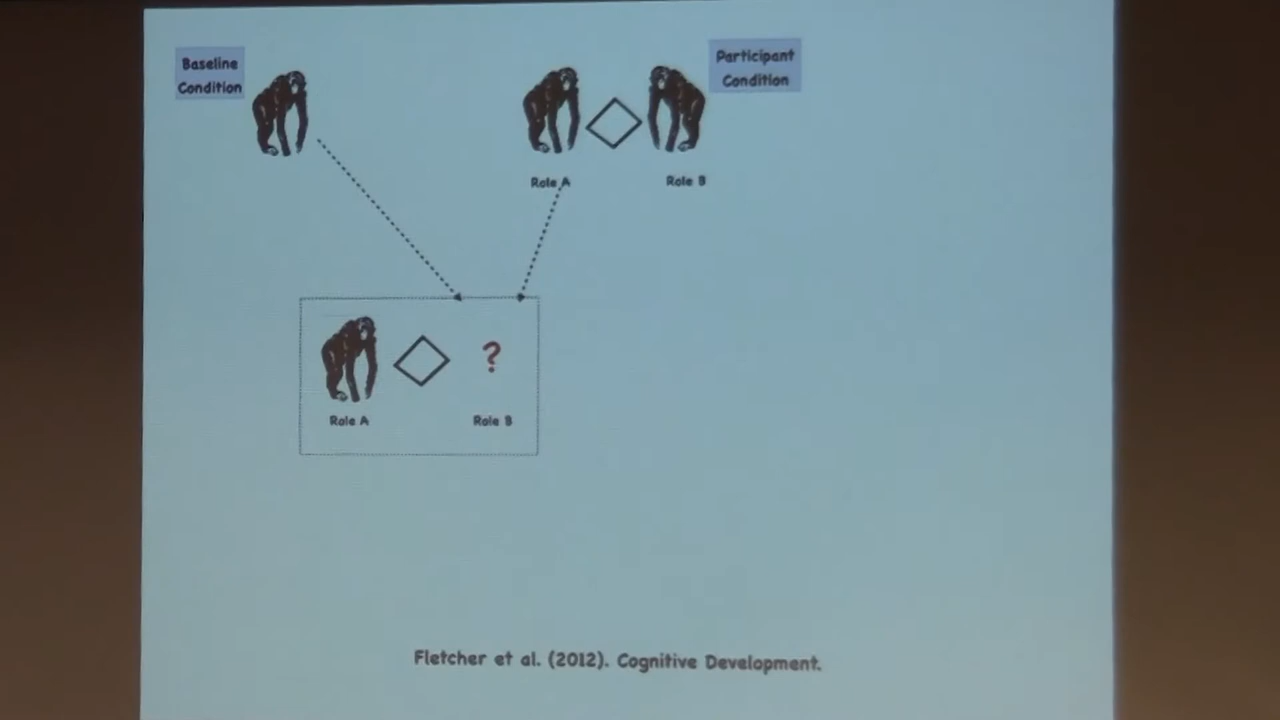 Baseline
Condition
Participant
Condition
Role A
Role B
?
Role A
Role B
Fletcher et al. (2012). Cognitive Development.